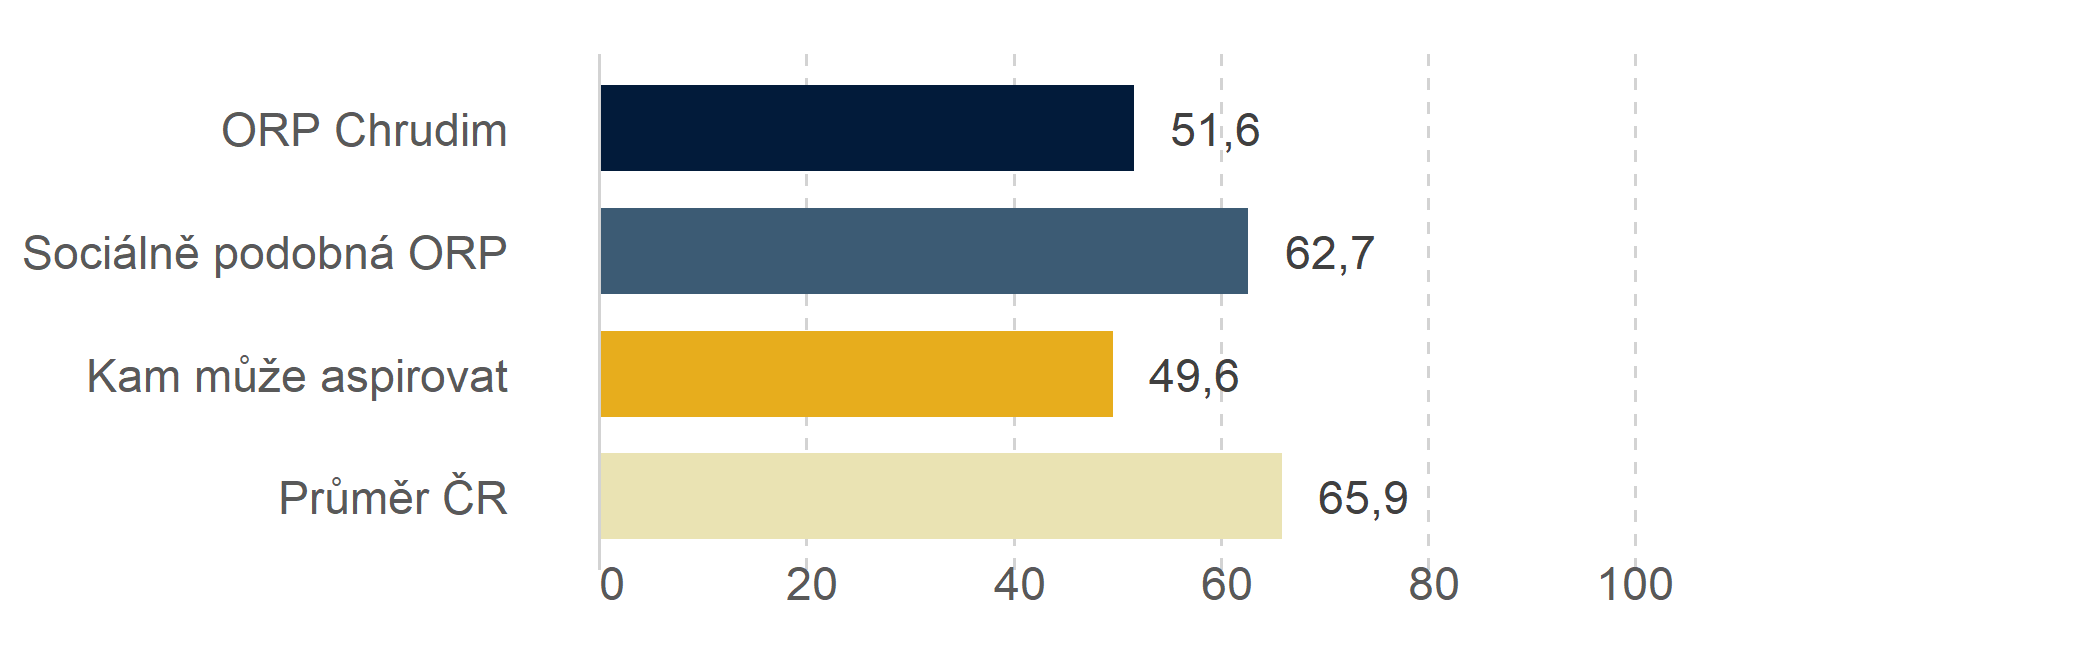 ORP Chrudim
51,6
Sociálně podobná ORP
62,7
Kam může aspirovat
49,6
Průměr ČR
65,9
0 20 40 60 80 100